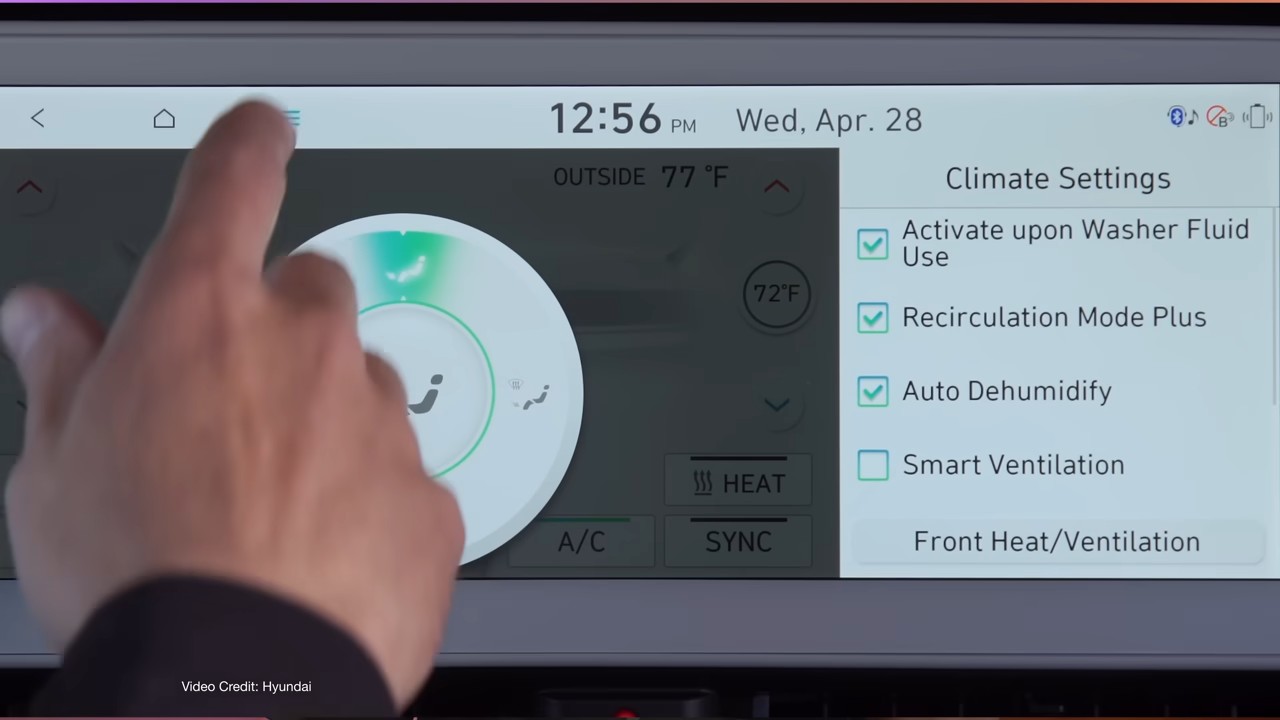 12:56 PM Wed, Apr. 28
OUTSIDE 77 °F
72°F
HEAT
A/C
SYNC
Climate Settings
Activate upon Washer Fluid
Use
Recirculation Mode Plus
Auto Dehumidify
Smart Ventilation
Front Heat/Ventilation
Video Credit: Hyundai